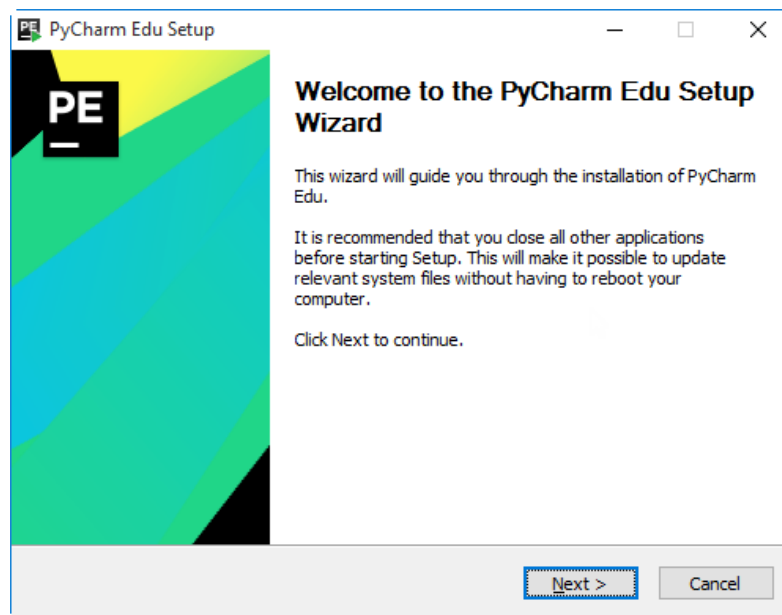 PyCharm Edu Setup
PE
Welcome to the PyCharm Edu Setup
Wizard
This wizard will guide you through the installation of PyCharm
Edu.
It is recommended that you close all other applications
before starting Setup. This will make it possible to update
relevant system files without having to reboot your
computer.
Click Next to continue.
Next >
Cancel